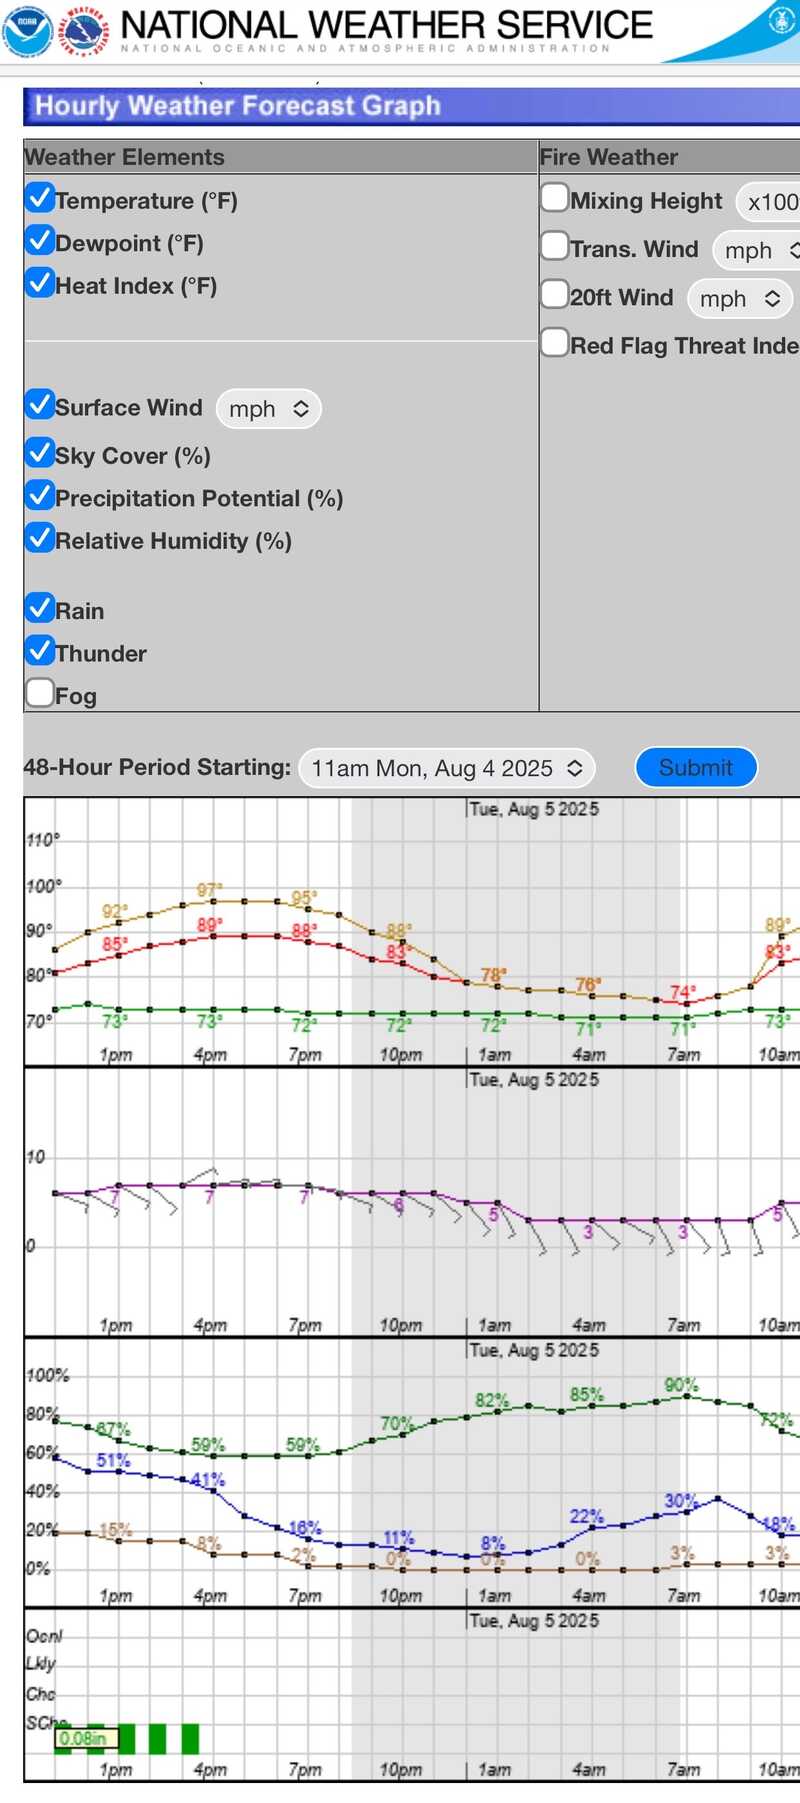 NOAA
NATIONAL WEATHER SERVICE
NATIONAL OCEANIC AND ATMOSPHERIC ADMINISTRATION
Hourly Weather Forecast Graph
Weather Elements
Fire Weather
Temperature (°F)
Mixing Height x100
Dewpoint (°F)
Trans. Wind mph
Heat Index (°F)
20ft Wind mph
Red Flag Threat Inde
Surface Wind mph
Sky Cover (%)
Precipitation Potential (%)
Relative Humidity (%)
Rain
Thunder
Fog
48-Hour Period Starting: 11am Mon, Aug 4 2025 Submit
Tue, Aug 5 2025
110°
100°
97° 95°
92° 89°
90° 89° 88° 88°
85° 83° 83°
80° 78° 76° 74°
73° 73° 72° 72° 72° 71° 71° 73°
70°
1pm 4pm 7pm 10pm 1am 4am 7am 10am
Tue, Aug 5 2025
10
7 7 7 6 5 3 3 5
0
1pm 4pm 7pm 10pm 1am 4am 7am 10am
Tue, Aug 5 2025
100%
80%
67% 59% 59% 70% 82% 85% 90% 72%
60%
51% 41% 16% 11% 8% 22% 30% 18%
40%
20%
15% 8% 2% 0% 0% 0% 3% 3%
0%
1pm 4pm 7pm 10pm 1am 4am 7am 10am
Tue, Aug 5 2025
Ocnl
Lkly
Chc
SChc
0.08in
1pm 4pm 7pm 10pm 1am 4am 7am 10am